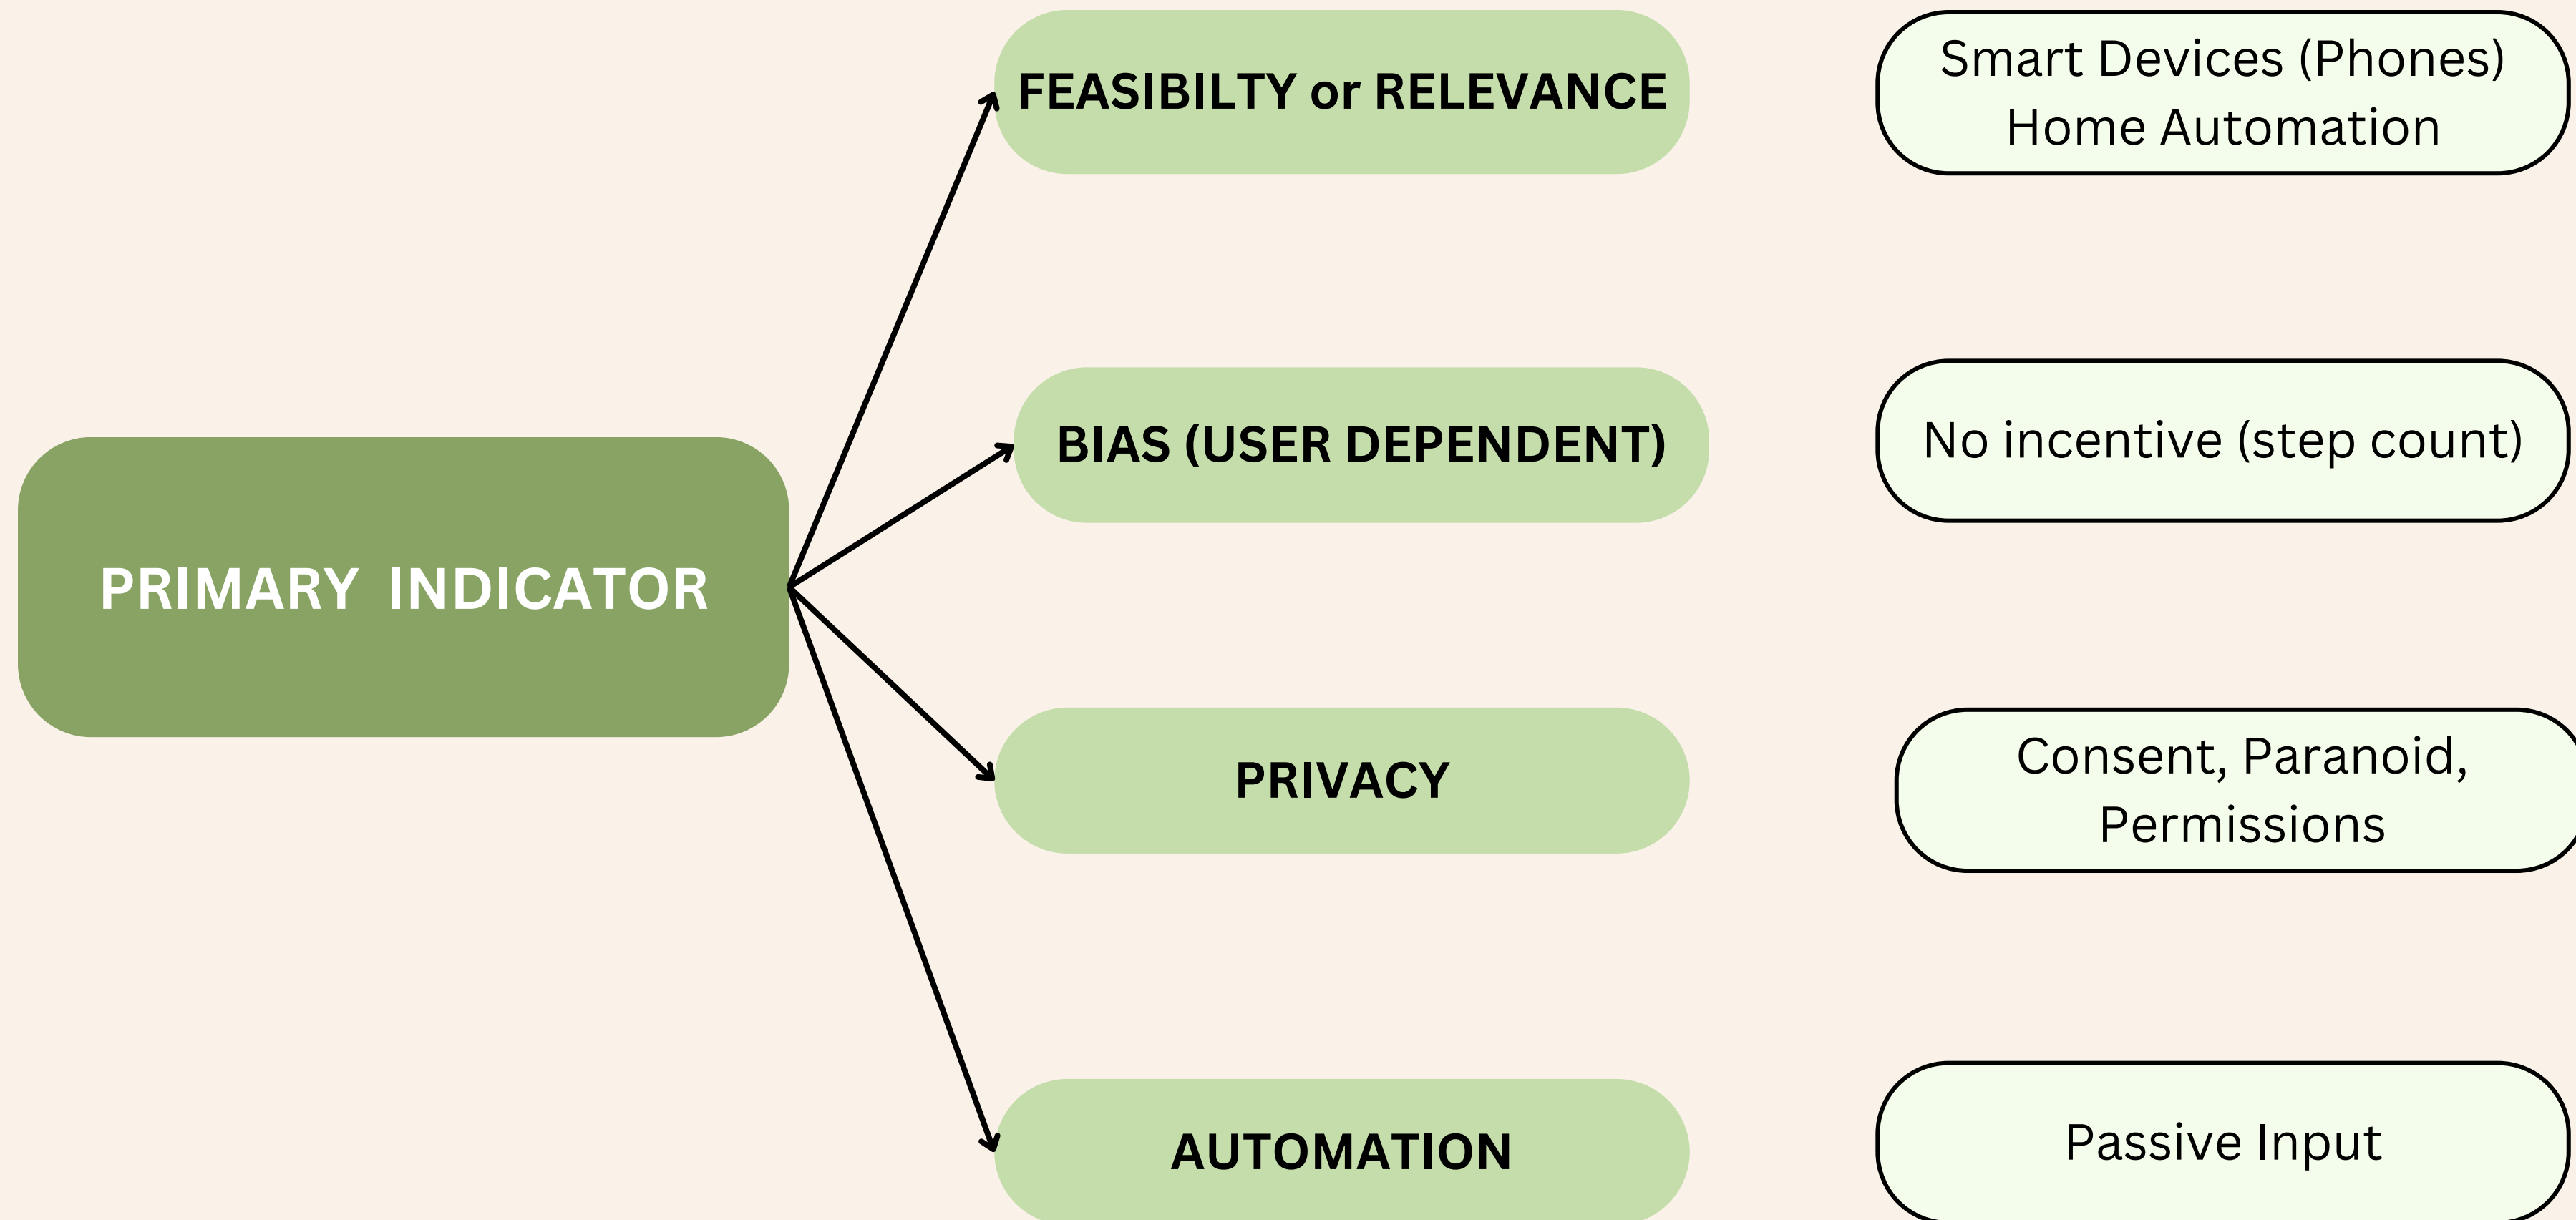 PRIMARY INDICATOR
FEASIBILTY or RELEVANCE
Smart Devices (Phones)
Home Automation
BIAS (USER DEPENDENT)
No incentive (step count)
PRIVACY
Consent, Paranoid,
Permissions
AUTOMATION
Passive Input